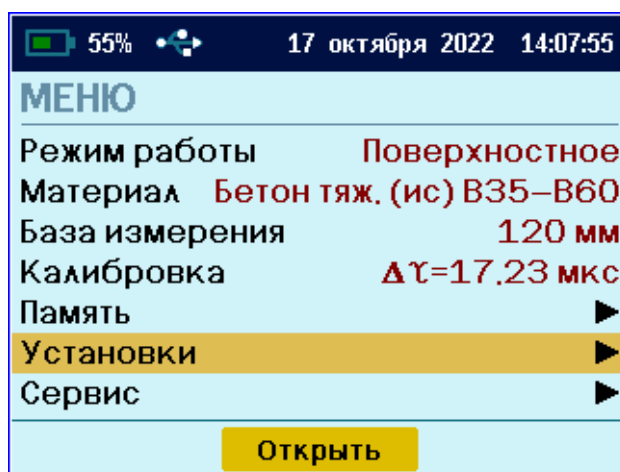 55% 17 октября 2022 14:07:55
МЕНЮ
Режим работы Поверхностное
Материал Бетон тяж. (ис) В35–В60
База измерения 120 мм
Калибровка Δτ=17.23 мкс
Память ▶
Установки ▶
Сервис ▶
Открыть